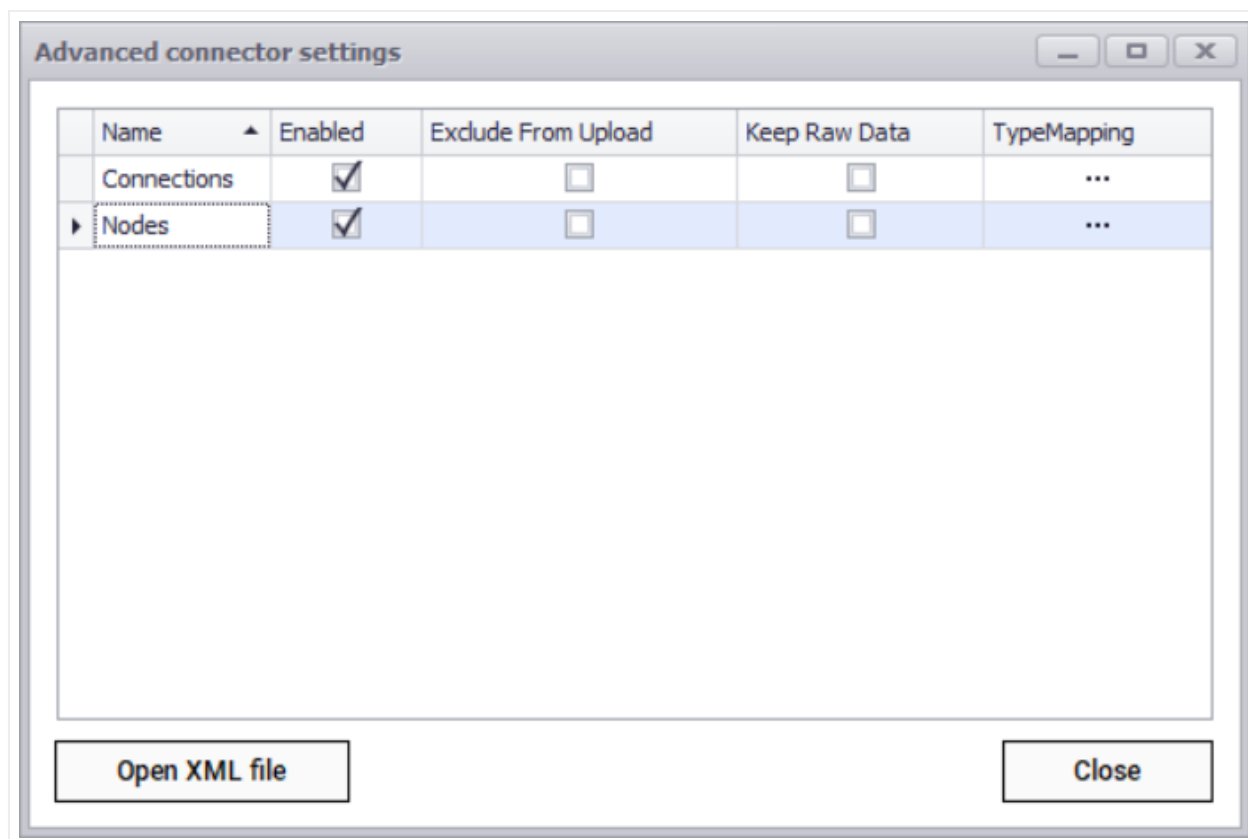 Advanced connector settings
Name Enabled Exclude From Upload Keep Raw Data TypeMapping
Connections ...
Nodes ...
Open XML file Close